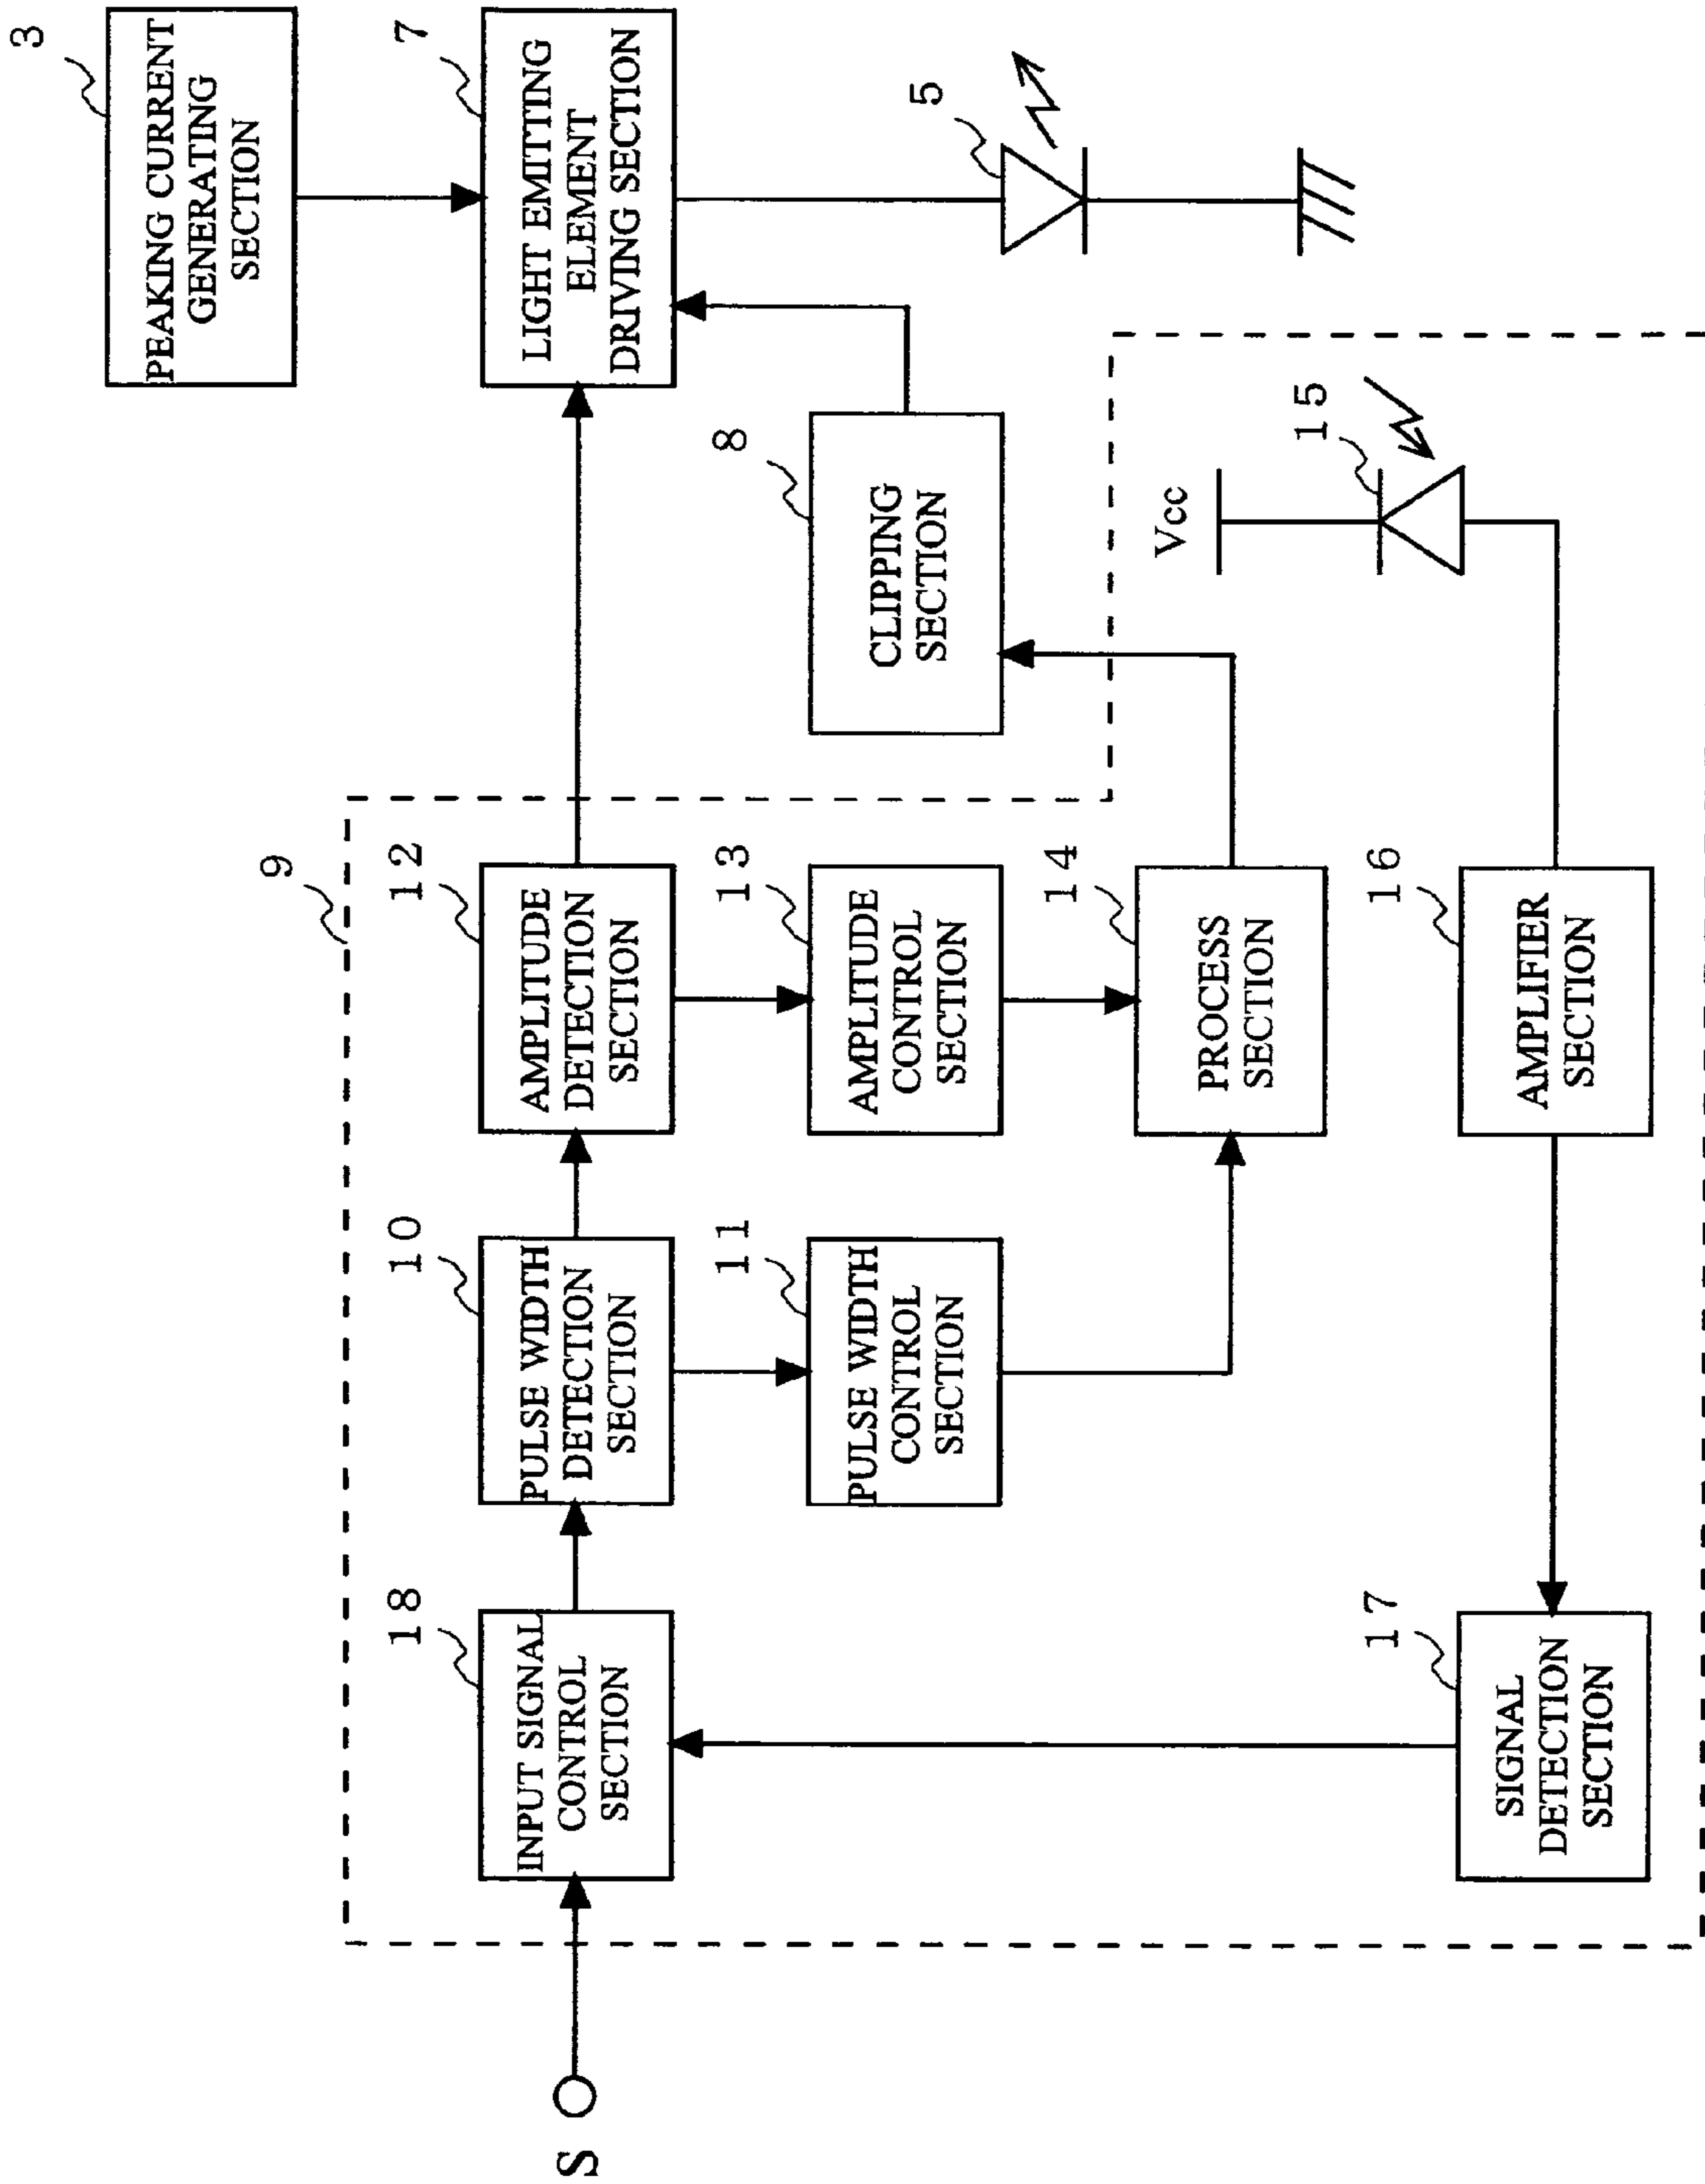 3
PEAKING CURRENT
GENERATING
SECTION
9
18
INPUT SIGNAL
CONTROL
SECTION
10
PULSE WIDTH
DETECTION
SECTION
12
AMPLITUDE
DETECTION
SECTION
7
LIGHT EMITTING
ELEMENT
DRIVING SECTION
S
11
PULSE WIDTH
CONTROL
SECTION
13
AMPLITUDE
CONTROL
SECTION
8
CLIPPING
SECTION
5
14
PROCESS
SECTION
Vcc
15
17
SIGNAL
DETECTION
SECTION
16
AMPLIFIER
SECTION